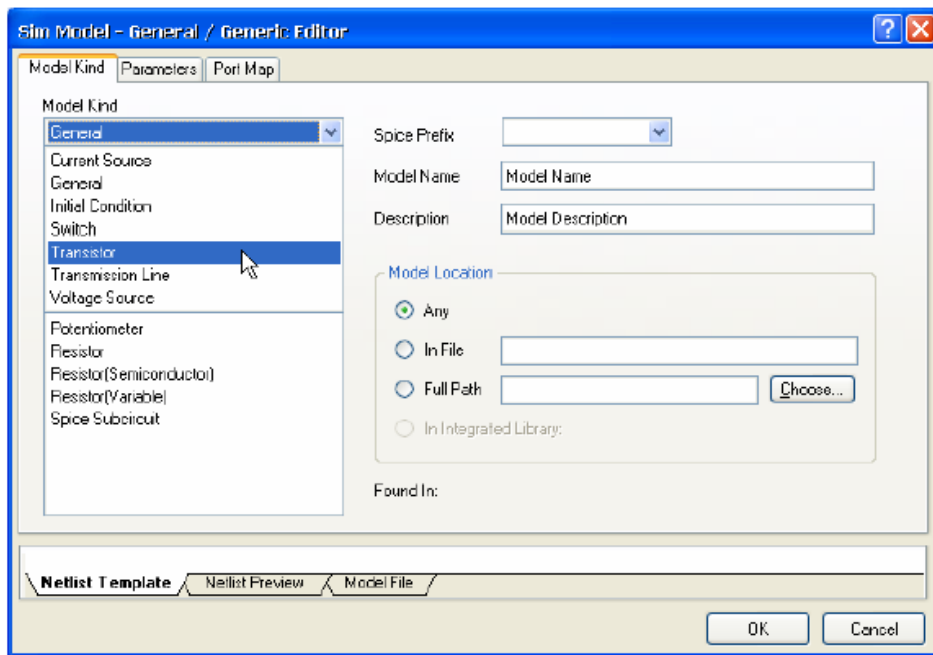 Sim Model - General / Generic Editor
Model Kind Parameters Port Map
Model Kind
General
Current Source
General
Initial Condition
Switch
Transistor
Transmission Line
Voltage Source
Potentiometer
Resistor
Resistor(Semiconductor)
Resistor(Variable)
Spice Subcircuit
Spice Prefix
Model Name Model Name
Description Model Description
Model Location
Any
In File
Full Path Choose...
In Integrated Library:
Found In:
Netlist Template Netlist Preview Model File
OK Cancel